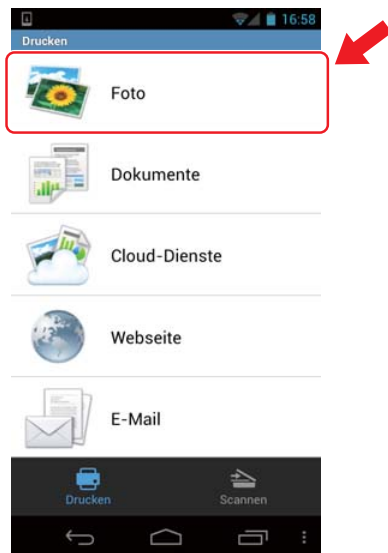 16:58
Drucken
Foto
Dokumente
Cloud-Dienste
Webseite
E-Mail
Drucken
Scannen